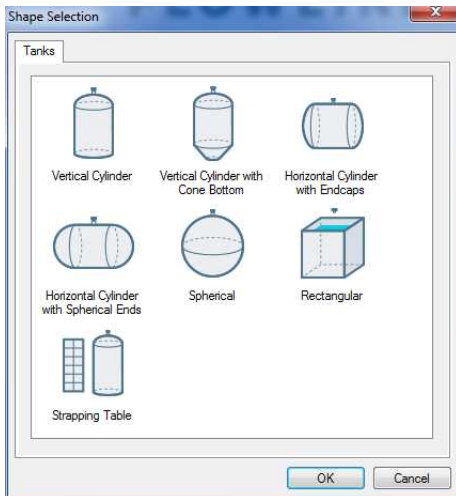 Shape Selection
Tanks
Vertical Cylinder
Vertical Cylinder with
Cone Bottom
Horizontal Cylinder
with Endcaps
Horizontal Cylinder
with Spherical Ends
Spherical
Rectangular
Strapping Table
OK
Cancel